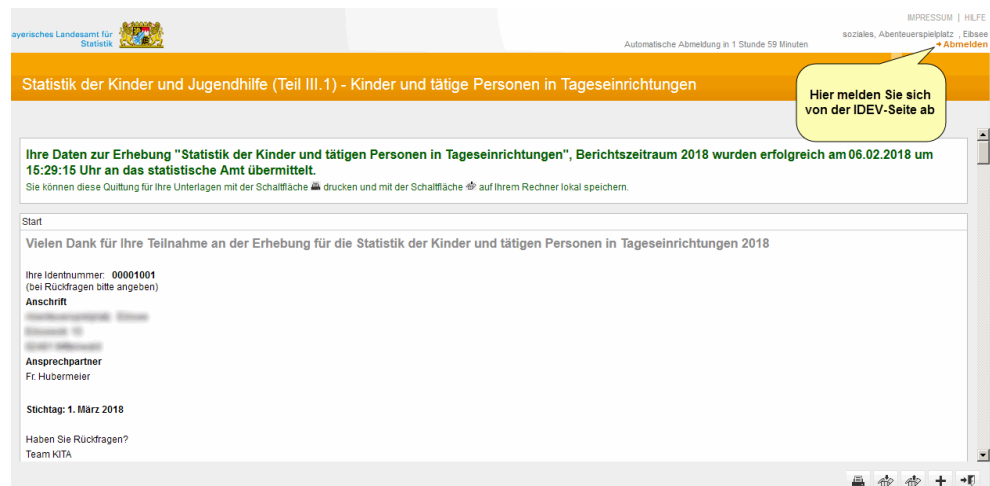 IMPRESSUM | HILFE
ayerisches Landesamt für
Statistik
soziales, Abenteuerspielplatz , Eibsee
Automatische Abmeldung in 1 Stunde 59 Minuten
Abmelden
Statistik der Kinder und Jugendhilfe (Teil III.1) - Kinder und tätige Personen in Tageseinrichtungen
Hier melden Sie sich
von der IDEV-Seite ab
Ihre Daten zur Erhebung "Statistik der Kinder und tätigen Personen in Tageseinrichtungen", Berichtszeitraum 2018 wurden erfolgreich am 06.02.2018 um
15:29:15 Uhr an das statistische Amt übermittelt.
Sie können diese Quittung für Ihre Unterlagen mit der Schaltfläche drucken und mit der Schaltfläche auf Ihrem Rechner lokal speichern.
Start
Vielen Dank für Ihre Teilnahme an der Erhebung für die Statistik der Kinder und tätigen Personen in Tageseinrichtungen 2018
Ihre Identnummer: 00001001
(bei Rückfragen bitte angeben)
Anschrift
Ansprechpartner
Fr. Hubermeier
Stichtag: 1. März 2018
Haben Sie Rückfragen?
Team KITA